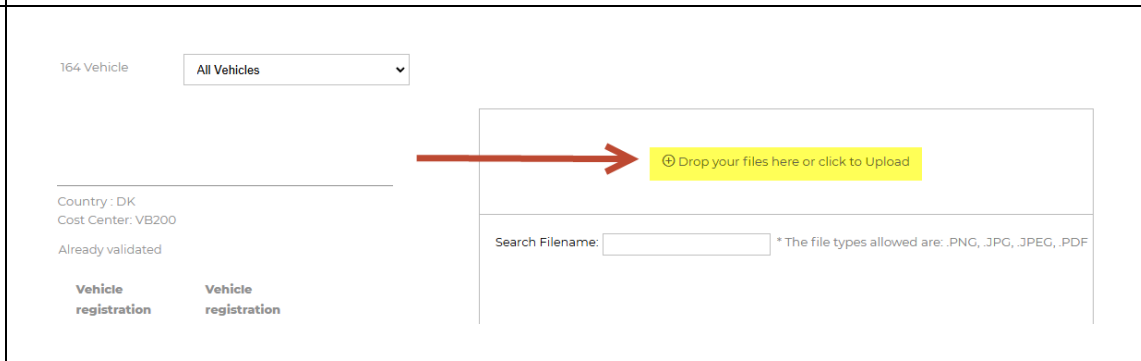 164 Vehicle
All Vehicles
Drop your files here or click to Upload
Country : DK
Cost Center: VB200
Already validated
Search Filename:
* The file types allowed are: .PNG, .JPG, .JPEG, .PDF
Vehicle registration
Vehicle registration